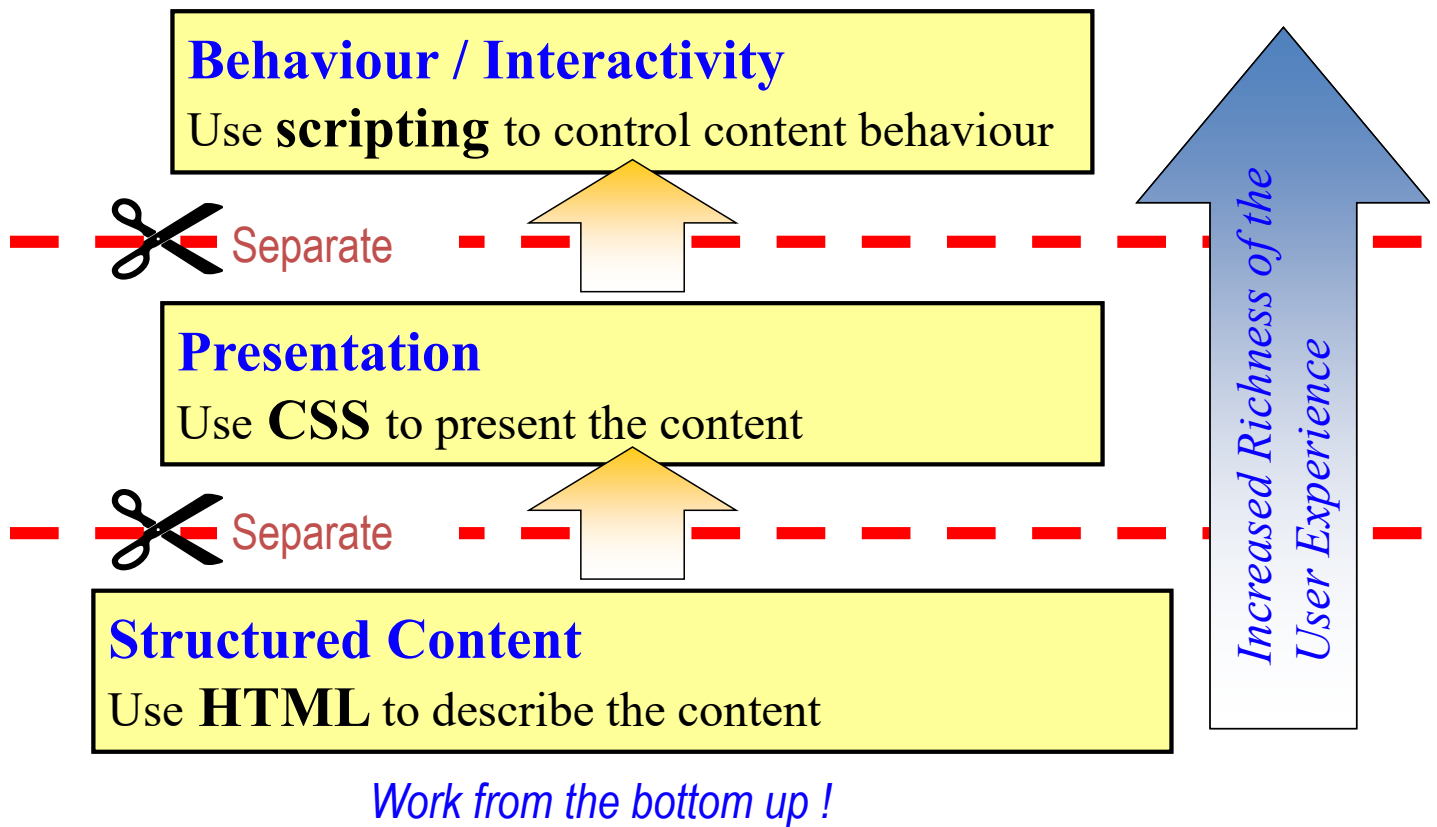 Behaviour / Interactivity
Use scripting to control content behaviour
Separate
Presentation
Use CSS to present the content
Separate
Structured Content
Use HTML to describe the content
Increased Richness of the
User Experience
Work from the bottom up !